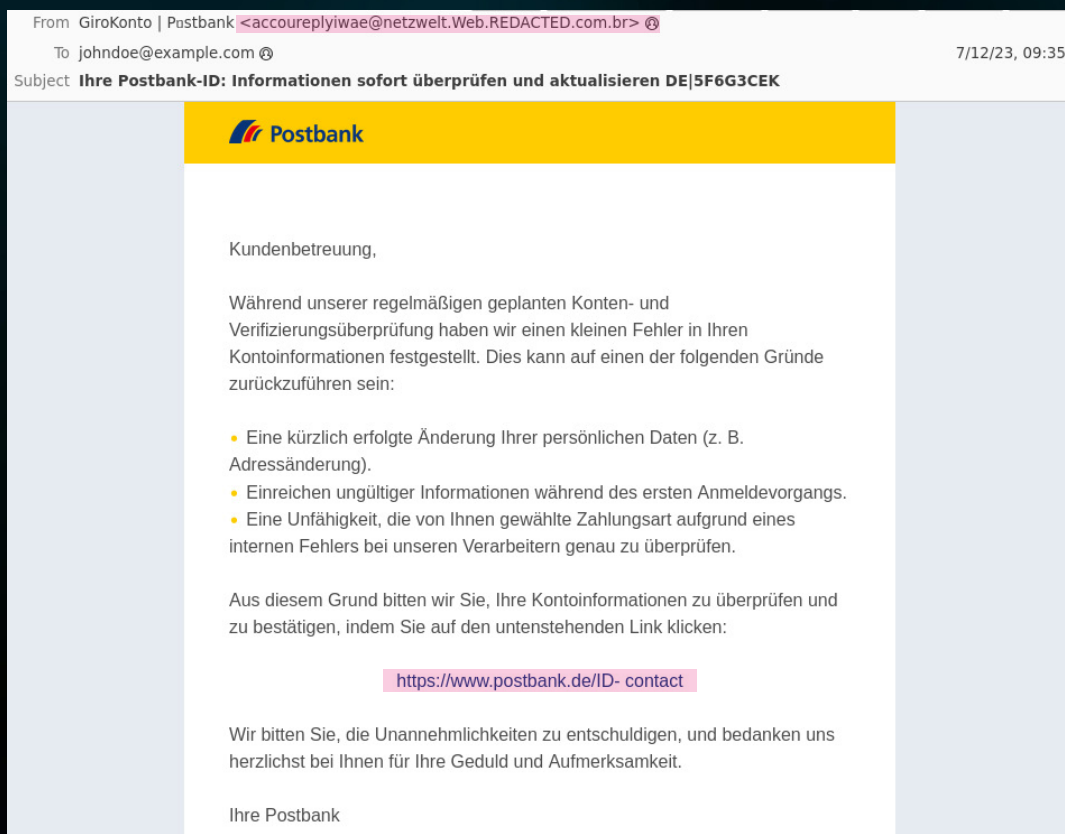 From GiroKonto | Pɑstbank <accoureplyiwae@netzwelt.Web.REDACTED.com.br>
To johndoe@example.com 7/12/23, 09:35
Subject Ihre Postbank-ID: Informationen sofort überprüfen und aktualisieren DE|5F6G3CEK
Postbank
Kundenbetreuung,
Während unserer regelmäßigen geplanten Konten- und
Verifizierungsüberprüfung haben wir einen kleinen Fehler in Ihren
Kontoinformationen festgestellt. Dies kann auf einen der folgenden Gründe
zurückzuführen sein:
• Eine kürzlich erfolgte Änderung Ihrer persönlichen Daten (z. B.
Adressänderung).
• Einreichen ungültiger Informationen während des ersten Anmeldevorgangs.
• Eine Unfähigkeit, die von Ihnen gewählte Zahlungsart aufgrund eines
internen Fehlers bei unseren Verarbeitern genau zu überprüfen.
Aus diesem Grund bitten wir Sie, Ihre Kontoinformationen zu überprüfen und
zu bestätigen, indem Sie auf den untenstehenden Link klicken:
https://www.postbank.de/ID- contact
Wir bitten Sie, die Unannehmlichkeiten zu entschuldigen, und bedanken uns
herzlichst bei Ihnen für Ihre Geduld und Aufmerksamkeit.
Ihre Postbank